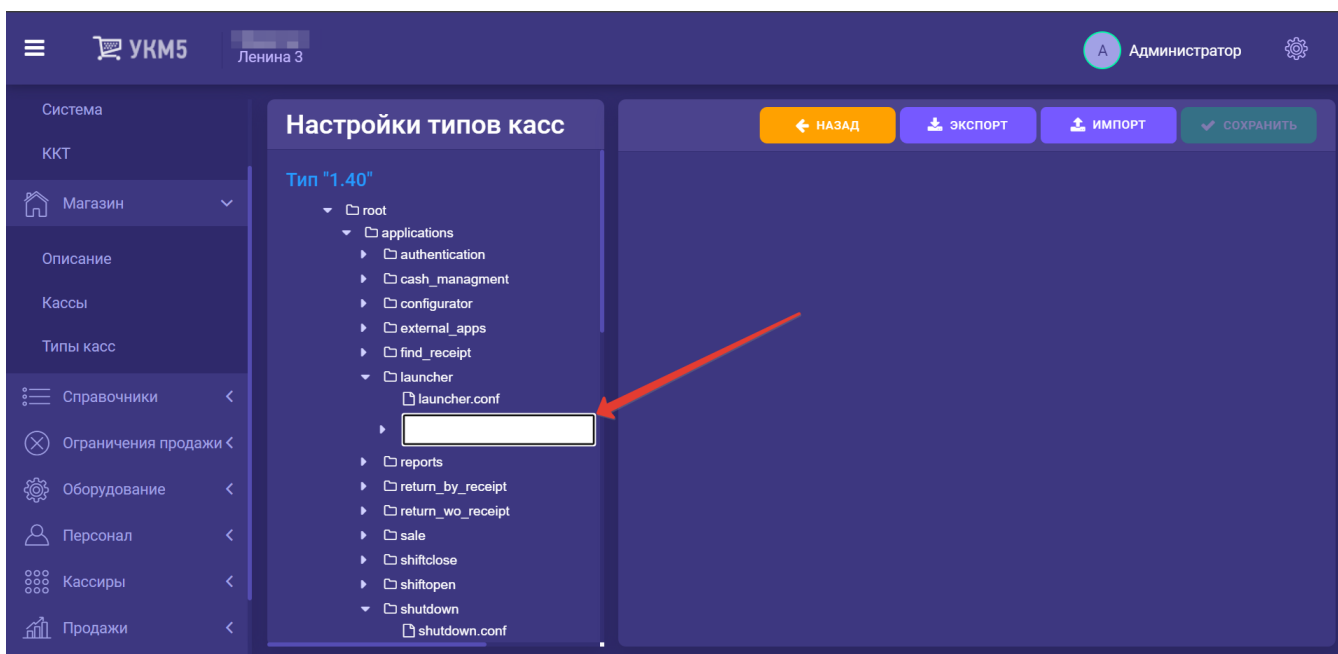 УКМ5
Ленина 3
А
Администратор
Система
ККТ
Магазин
Описание
Кассы
Типы касс
Справочники
Ограничения продажи
Оборудование
Персонал
Кассиры
Продажи
Настройки типов касс
Тип "1.40"
root
applications
authentication
cash_managment
configurator
external_apps
find_receipt
launcher
launcher.conf
reports
return_by_receipt
return_wo_receipt
sale
shiftclose
shiftopen
shutdown
shutdown.conf
НАЗАД
ЭКСПОРТ
ИМПОРТ
СОХРАНИТЬ